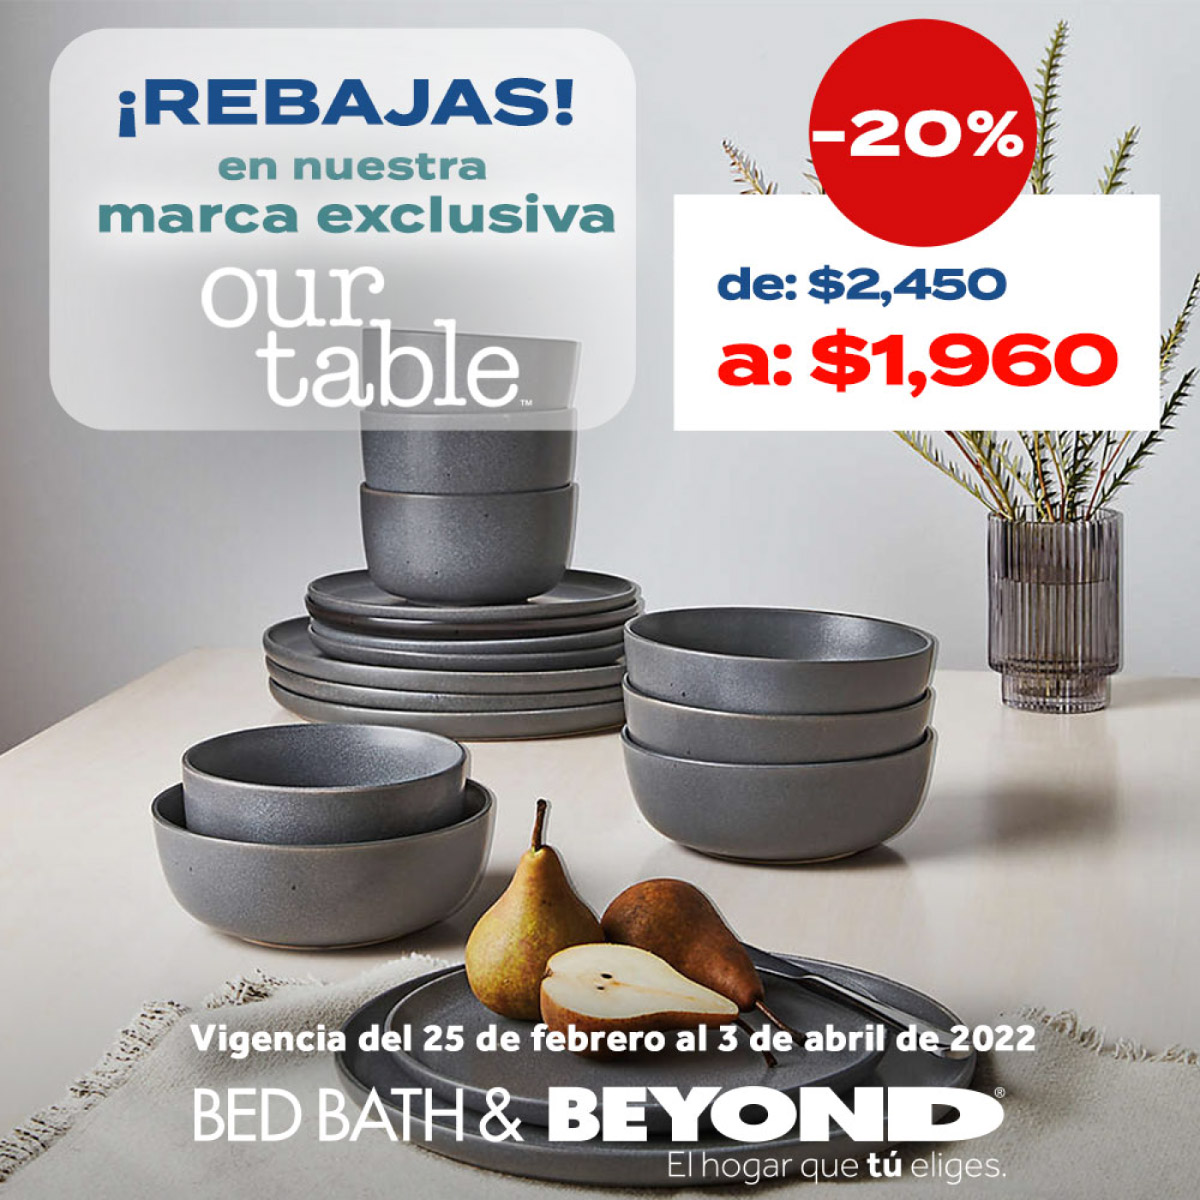 ¡REBAJAS!
en nuestra
marca exclusiva
our
table™
-20%
de: $2,450
a: $1,960
Vigencia del 25 de febrero al 3 de abril de 2022
BED BATH & BEYOND®
El hogar que tú eliges.